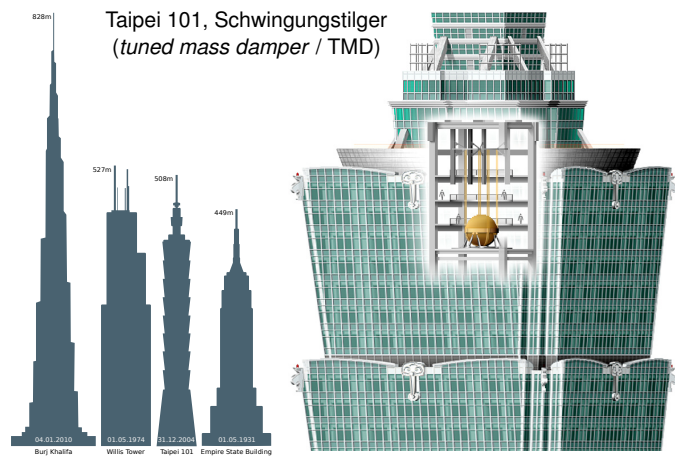 Taipei 101, Schwingungstilger
(tuned mass damper / TMD)
828m
527m
508m
449m
04.01.2010
01.05.1974
31.12.2004
01.05.1931
Burj Khalifa
Willis Tower
Taipei 101
Empire State Building